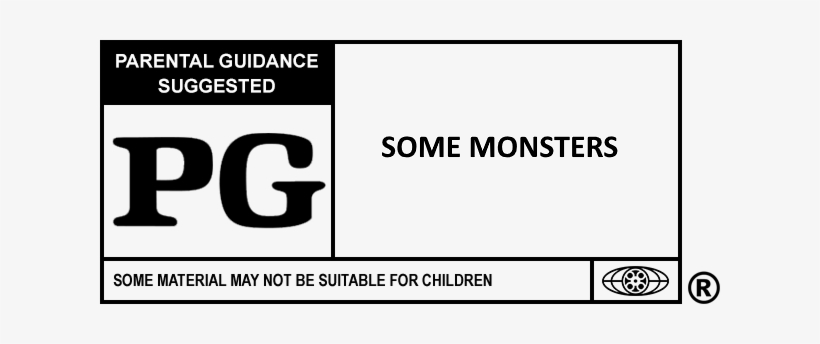 PARENTAL GUIDANCE
SUGGESTED
PG
SOME MONSTERS
SOME MATERIAL MAY NOT BE SUITABLE FOR CHILDREN
®